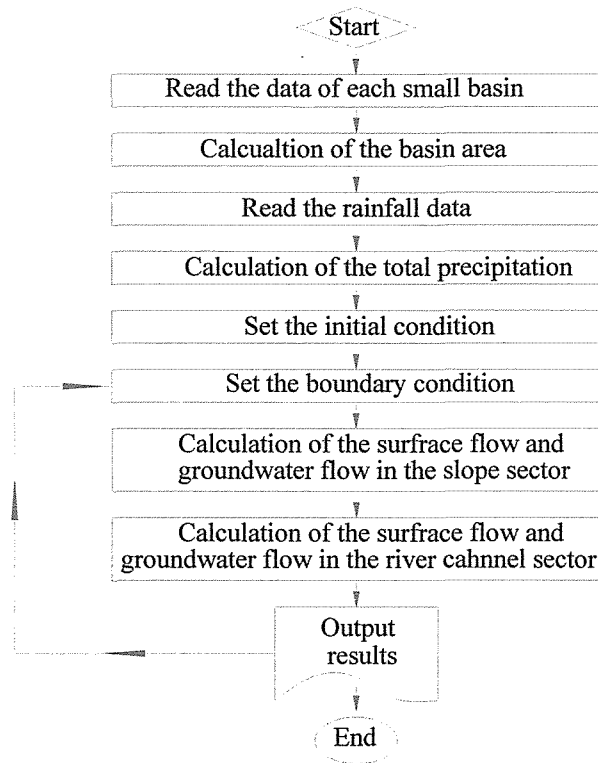 Start
Read the data of each small basin
Calcualtion of the basin area
Read the rainfall data
Calculation of the total precipitation
Set the initial condition
Set the boundary condition
Calculation of the surfrace flow and
groundwater flow in the slope sector
Calculation of the surfrace flow and
groundwater flow in the river cahnnel sector
Output
results
End